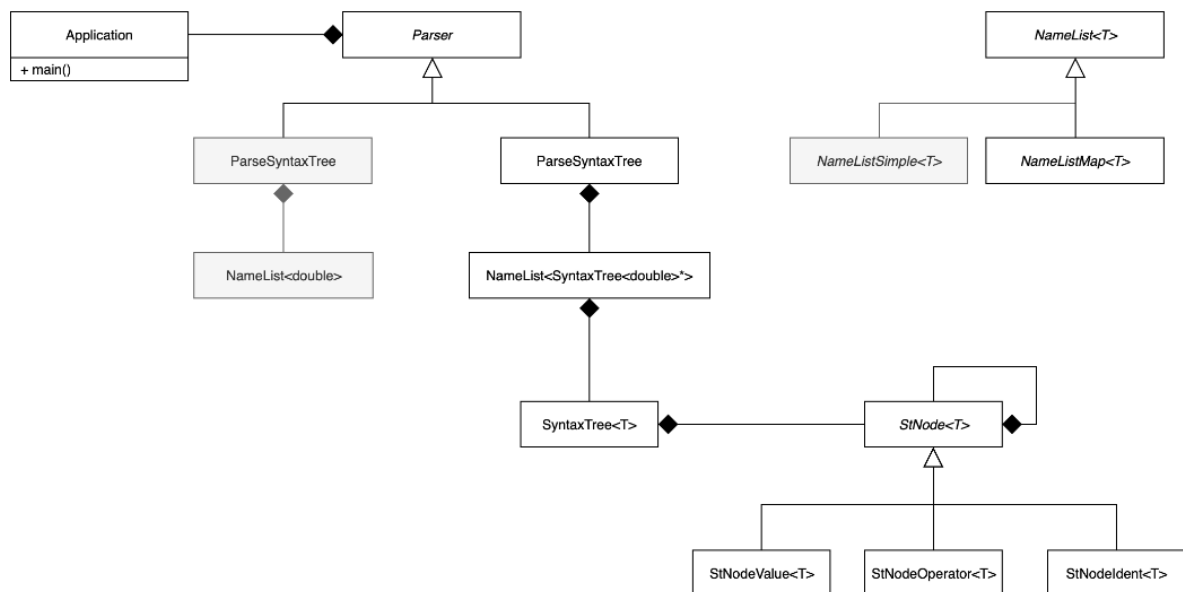 Application
Parser
NameList<T>
+ main()
ParseSyntaxTree
ParseSyntaxTree
NameListSimple<T>
NameListMap<T>
NameList<double>
NameList<SyntaxTree<double>*>
SyntaxTree<T>
StNode<T>
StNodeValue<T>
StNodeOperator<T>
StNodeIdent<T>